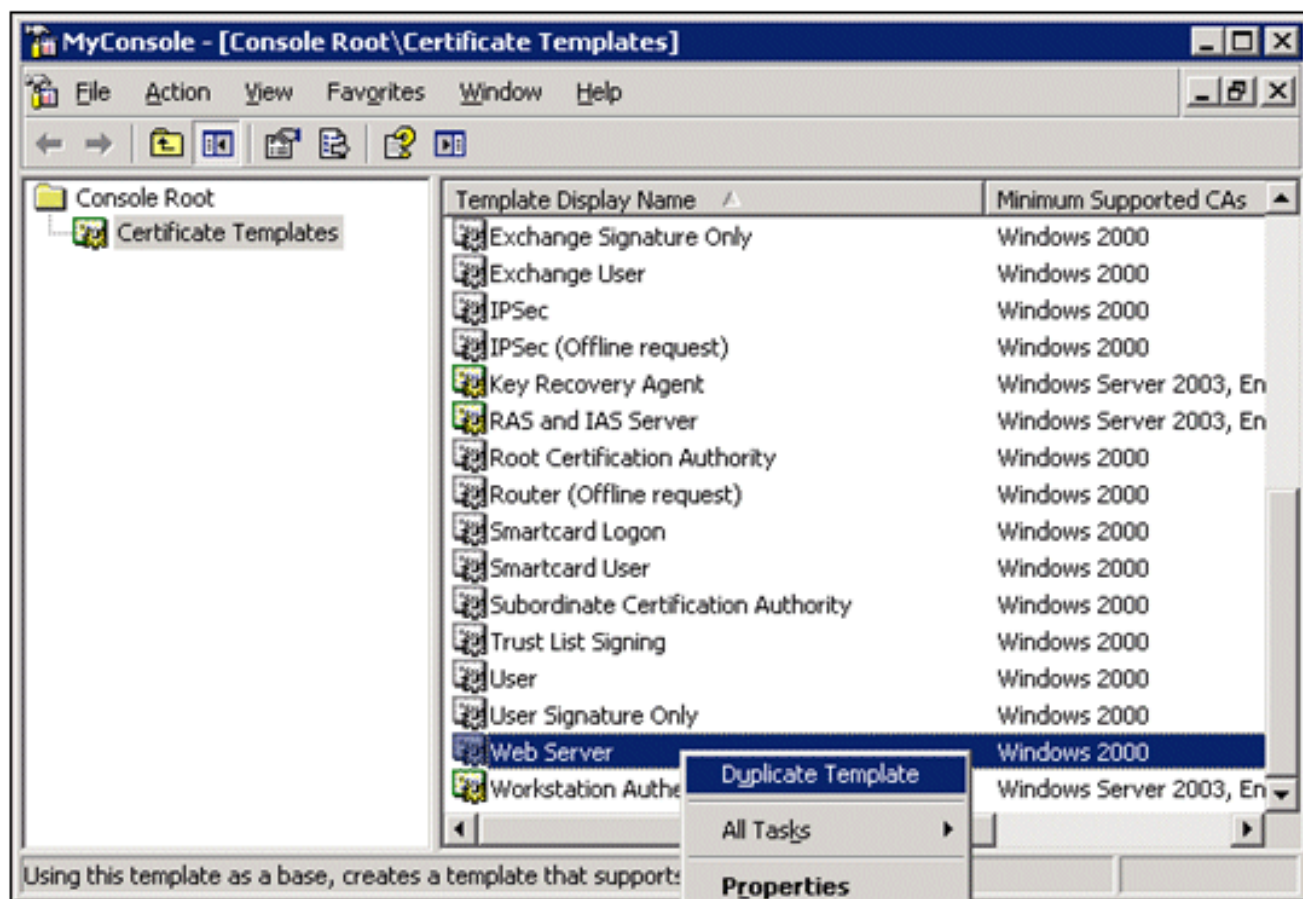 MyConsole - [Console Root\Certificate Templates]
File Action View Favorites Window Help
Console Root
Certificate Templates
Template Display Name Minimum Supported CAs
Exchange Signature Only Windows 2000
Exchange User Windows 2000
IPSec Windows 2000
IPSec (Offline request) Windows 2000
Key Recovery Agent Windows Server 2003, En
RAS and IAS Server Windows Server 2003, En
Root Certification Authority Windows 2000
Router (Offline request) Windows 2000
Smartcard Logon Windows 2000
Smartcard User Windows 2000
Subordinate Certification Authority Windows 2000
Trust List Signing Windows 2000
User Windows 2000
User Signature Only Windows 2000
Web Server Windows 2000
Workstation Authe Windows Server 2003, En
Duplicate Template
All Tasks
Properties
Using this template as a base, creates a template that supports